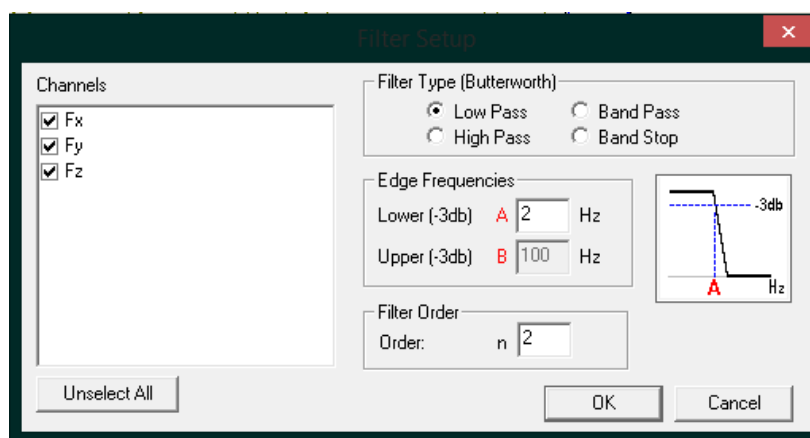 Filter Setup
Channels
Fx
Fy
Fz
Unselect All
Filter Type (Butterworth)
Low Pass Band Pass
High Pass Band Stop
Edge Frequencies
Lower (-3db) A 2 Hz
Upper (-3db) B 100 Hz
-3db
A Hz
Filter Order
Order: n 2
OK Cancel